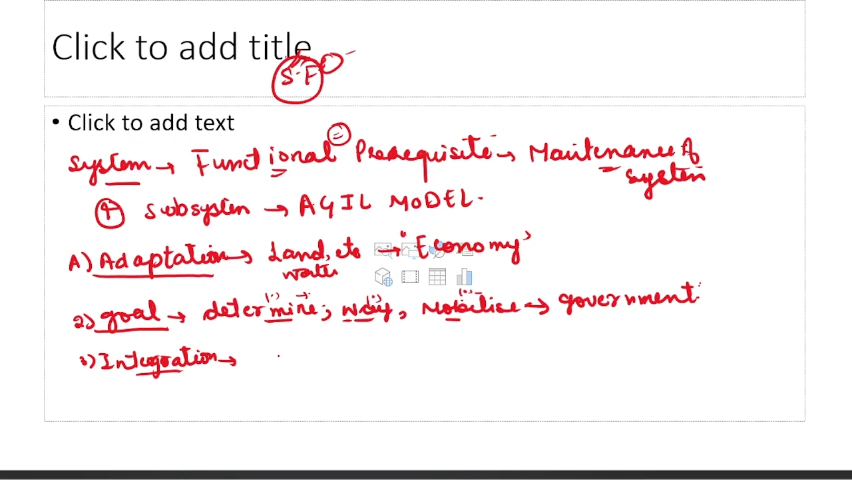 Click to add title
S.F
• Click to add text
System → Functional Prerequisite → Maintenance of
system
④ Subsystem → AGIL MODEL.
A) Adaptation → Land, etc → 'Economy'
water
2) goal → determine, way, Mobilise → government
3) Integration →